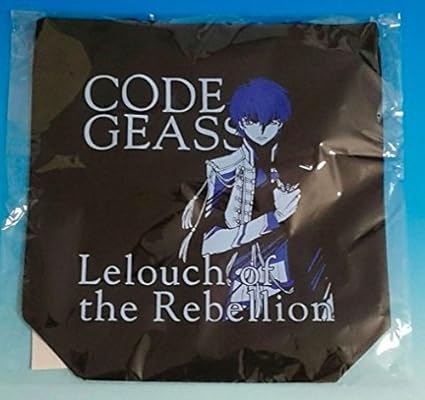 CODE
GEASS
Lelouch of
the Rebellion